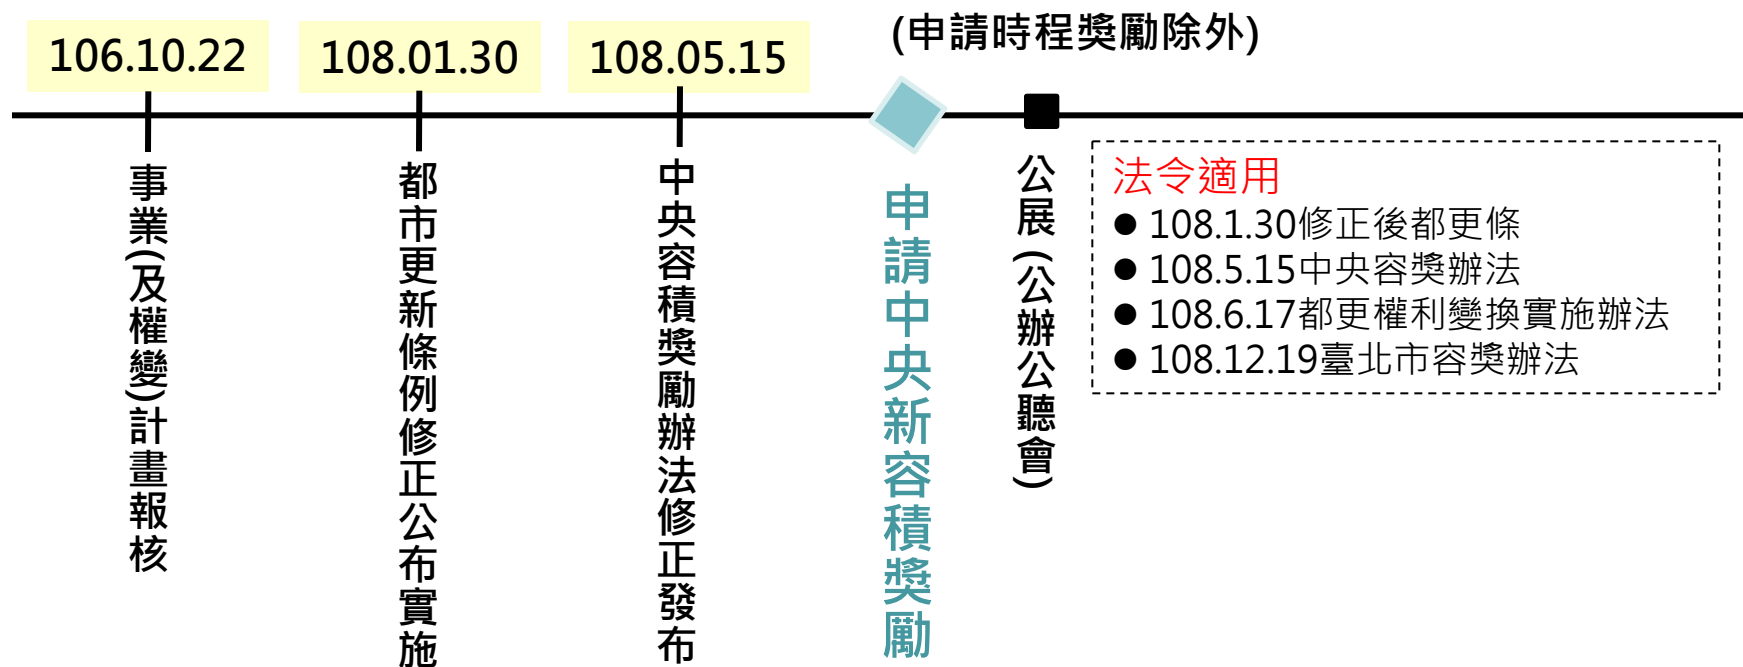 (申請時程獎勵除外)
106.10.22
108.01.30
108.05.15
事業(及權變)計畫報核
都市更新條例修正公布實施
中央容積獎勵辦法修正發布
申請中央新容積獎勵
公展(公辦公聽會)
法令適用
● 108.1.30修正後都更條
● 108.5.15中央容獎辦法
● 108.6.17都更權利變換實施辦法
● 108.12.19臺北市容獎辦法